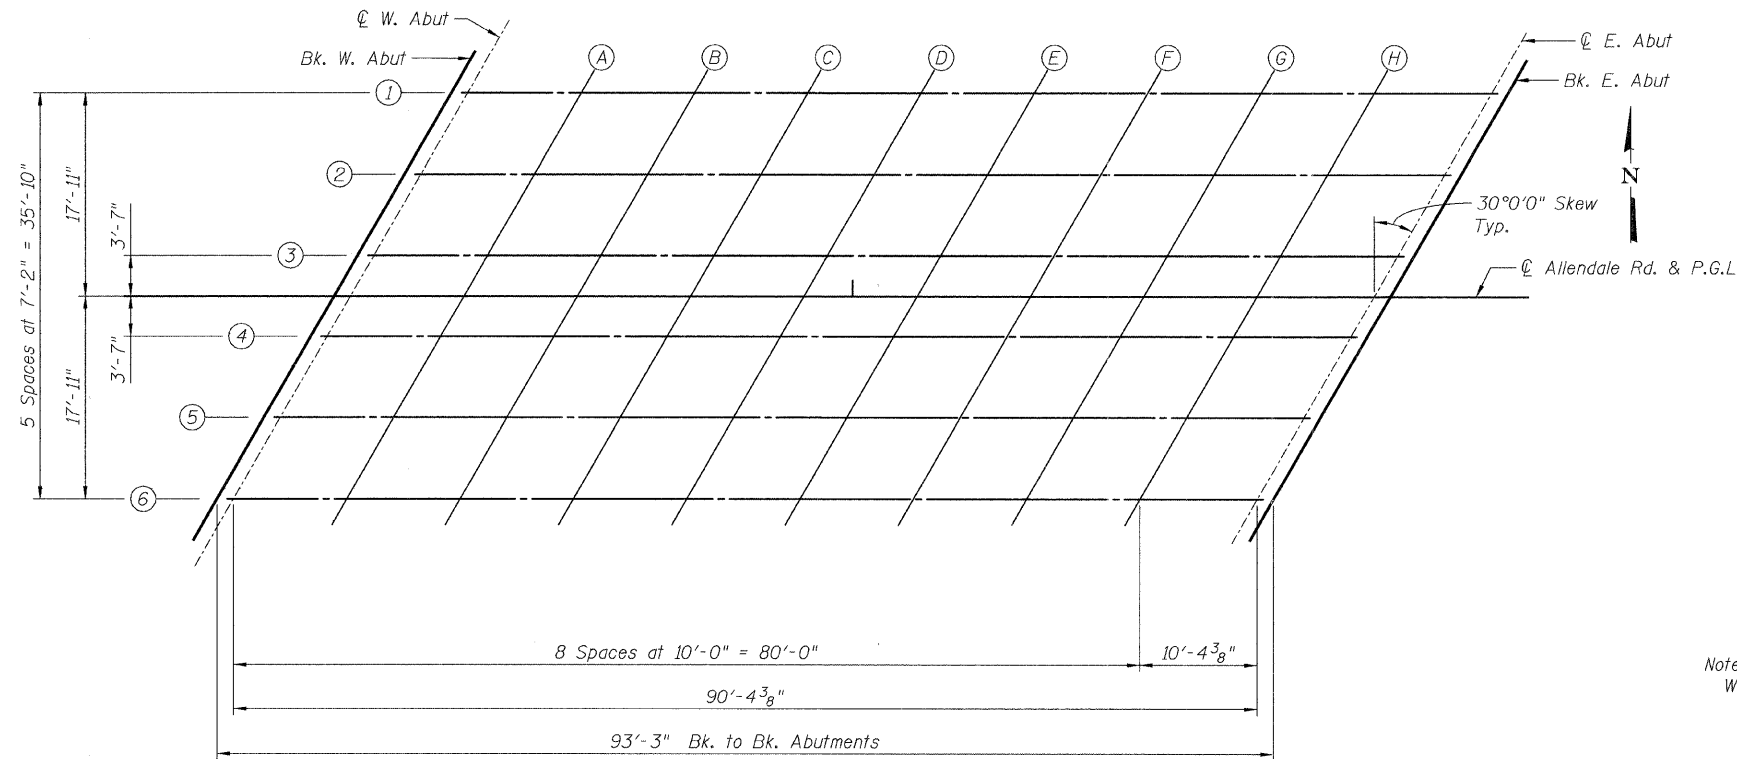 ℄ W. Abut
Bk. W. Abut
A
B
C
D
E
F
G
H
℄ E. Abut
Bk. E. Abut
1
2
3
4
5
6
5 Spaces at 7'-2" = 35'-10"
17'-11"
17'-11"
3'-7"
3'-7"
N
30°0'0" Skew
Typ.
℄ Allendale Rd. & P.G.L
8 Spaces at 10'-0" = 80'-0"
10'-4 3/8"
90'-4 3/8"
93'-3" Bk. to Bk. Abutments
Note
W